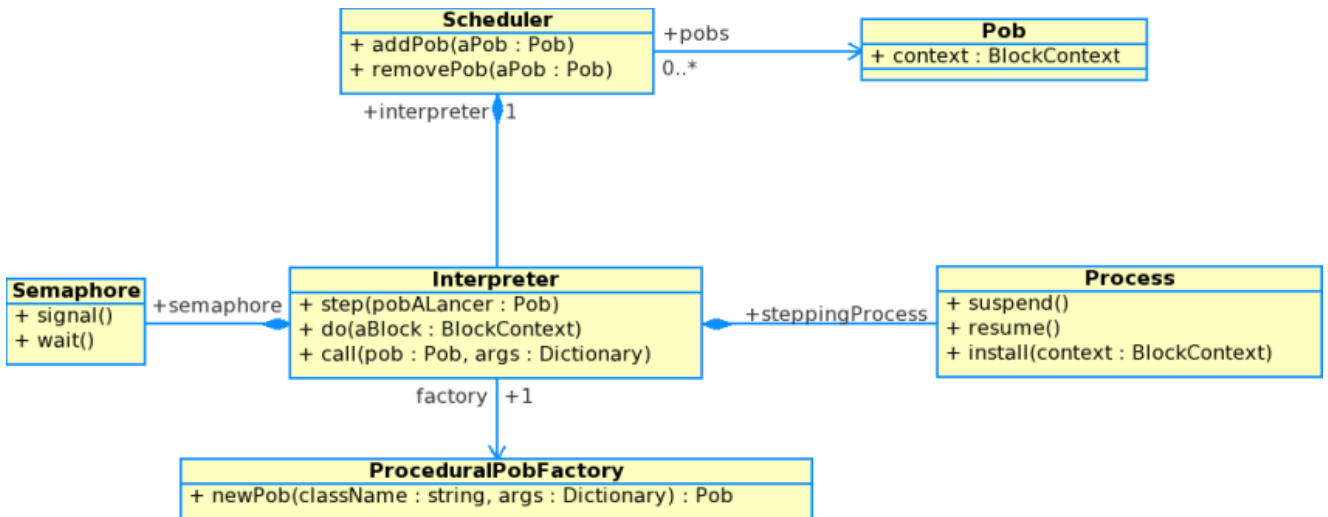 Scheduler
+ addPob(aPob : Pob)
+ removePob(aPob : Pob)
+pobs
0..*
Pob
+ context : BlockContext
+interpreter 1
Semaphore
+ signal()
+ wait()
+semaphore
Interpreter
+ step(pobALancer : Pob)
+ do(aBlock : BlockContext)
+ call(pob : Pob, args : Dictionary)
+steppingProcess
Process
+ suspend()
+ resume()
+ install(context : BlockContext)
factory +1
ProceduralPobFactory
+ newPob(className : string, args : Dictionary) : Pob